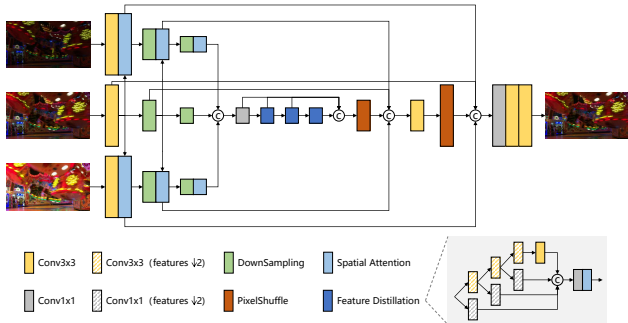 C C C C
Conv3x3 Conv3x3 (features ↓2) DownSampling Spatial Attention
C
Conv1x1 Conv1x1 (features ↓2) PixelShuffle Feature Distillation